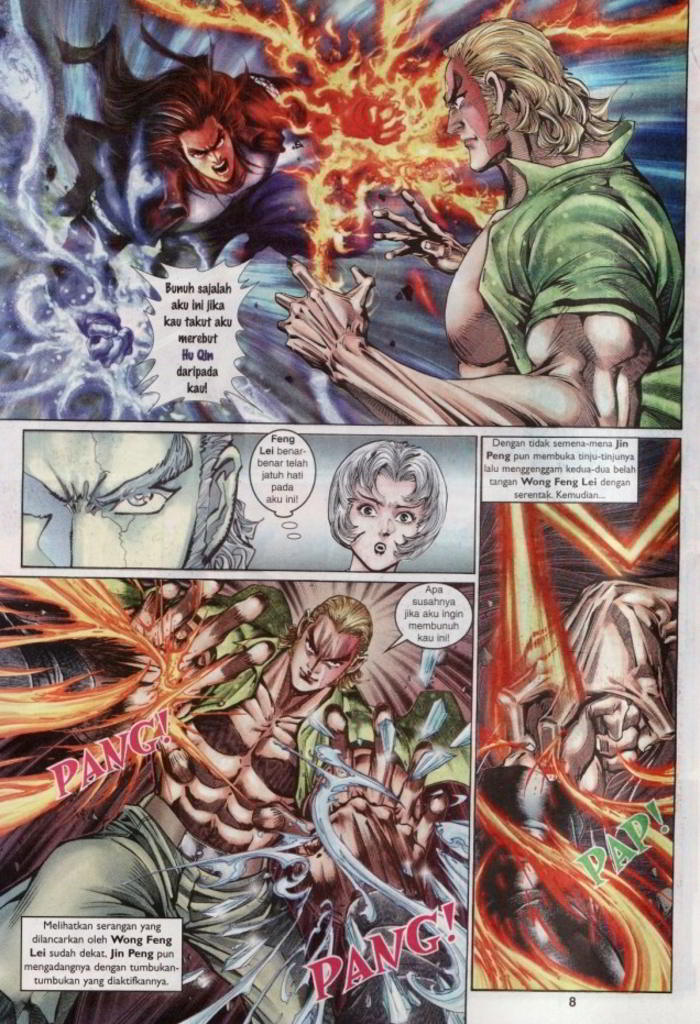 Bunuh sajalah
aku ini jika
kau takut aku
merebut
Hu Qin
daripada
kau!
Feng
Lei benar-
benar telah
jatuh hati
pada
aku ini!
Dengan tidak semena-mena Jin
Peng pun membuka tinju-tinjunya
lalu menggenggam kedua-dua belah
tangan Wong Feng Lei dengan
serentak. Kemudian...
Apa
susahnya
jika aku ingin
membunuh
kau ini!
PANG!
PANG!
PAP!
Melihatkan serangan yang
dilancarkan oleh Wong Feng
Lei sudah dekat, Jin Peng pun
mengadangnya dengan tumbukan-
tumbukan yang diaktifkannya.
8